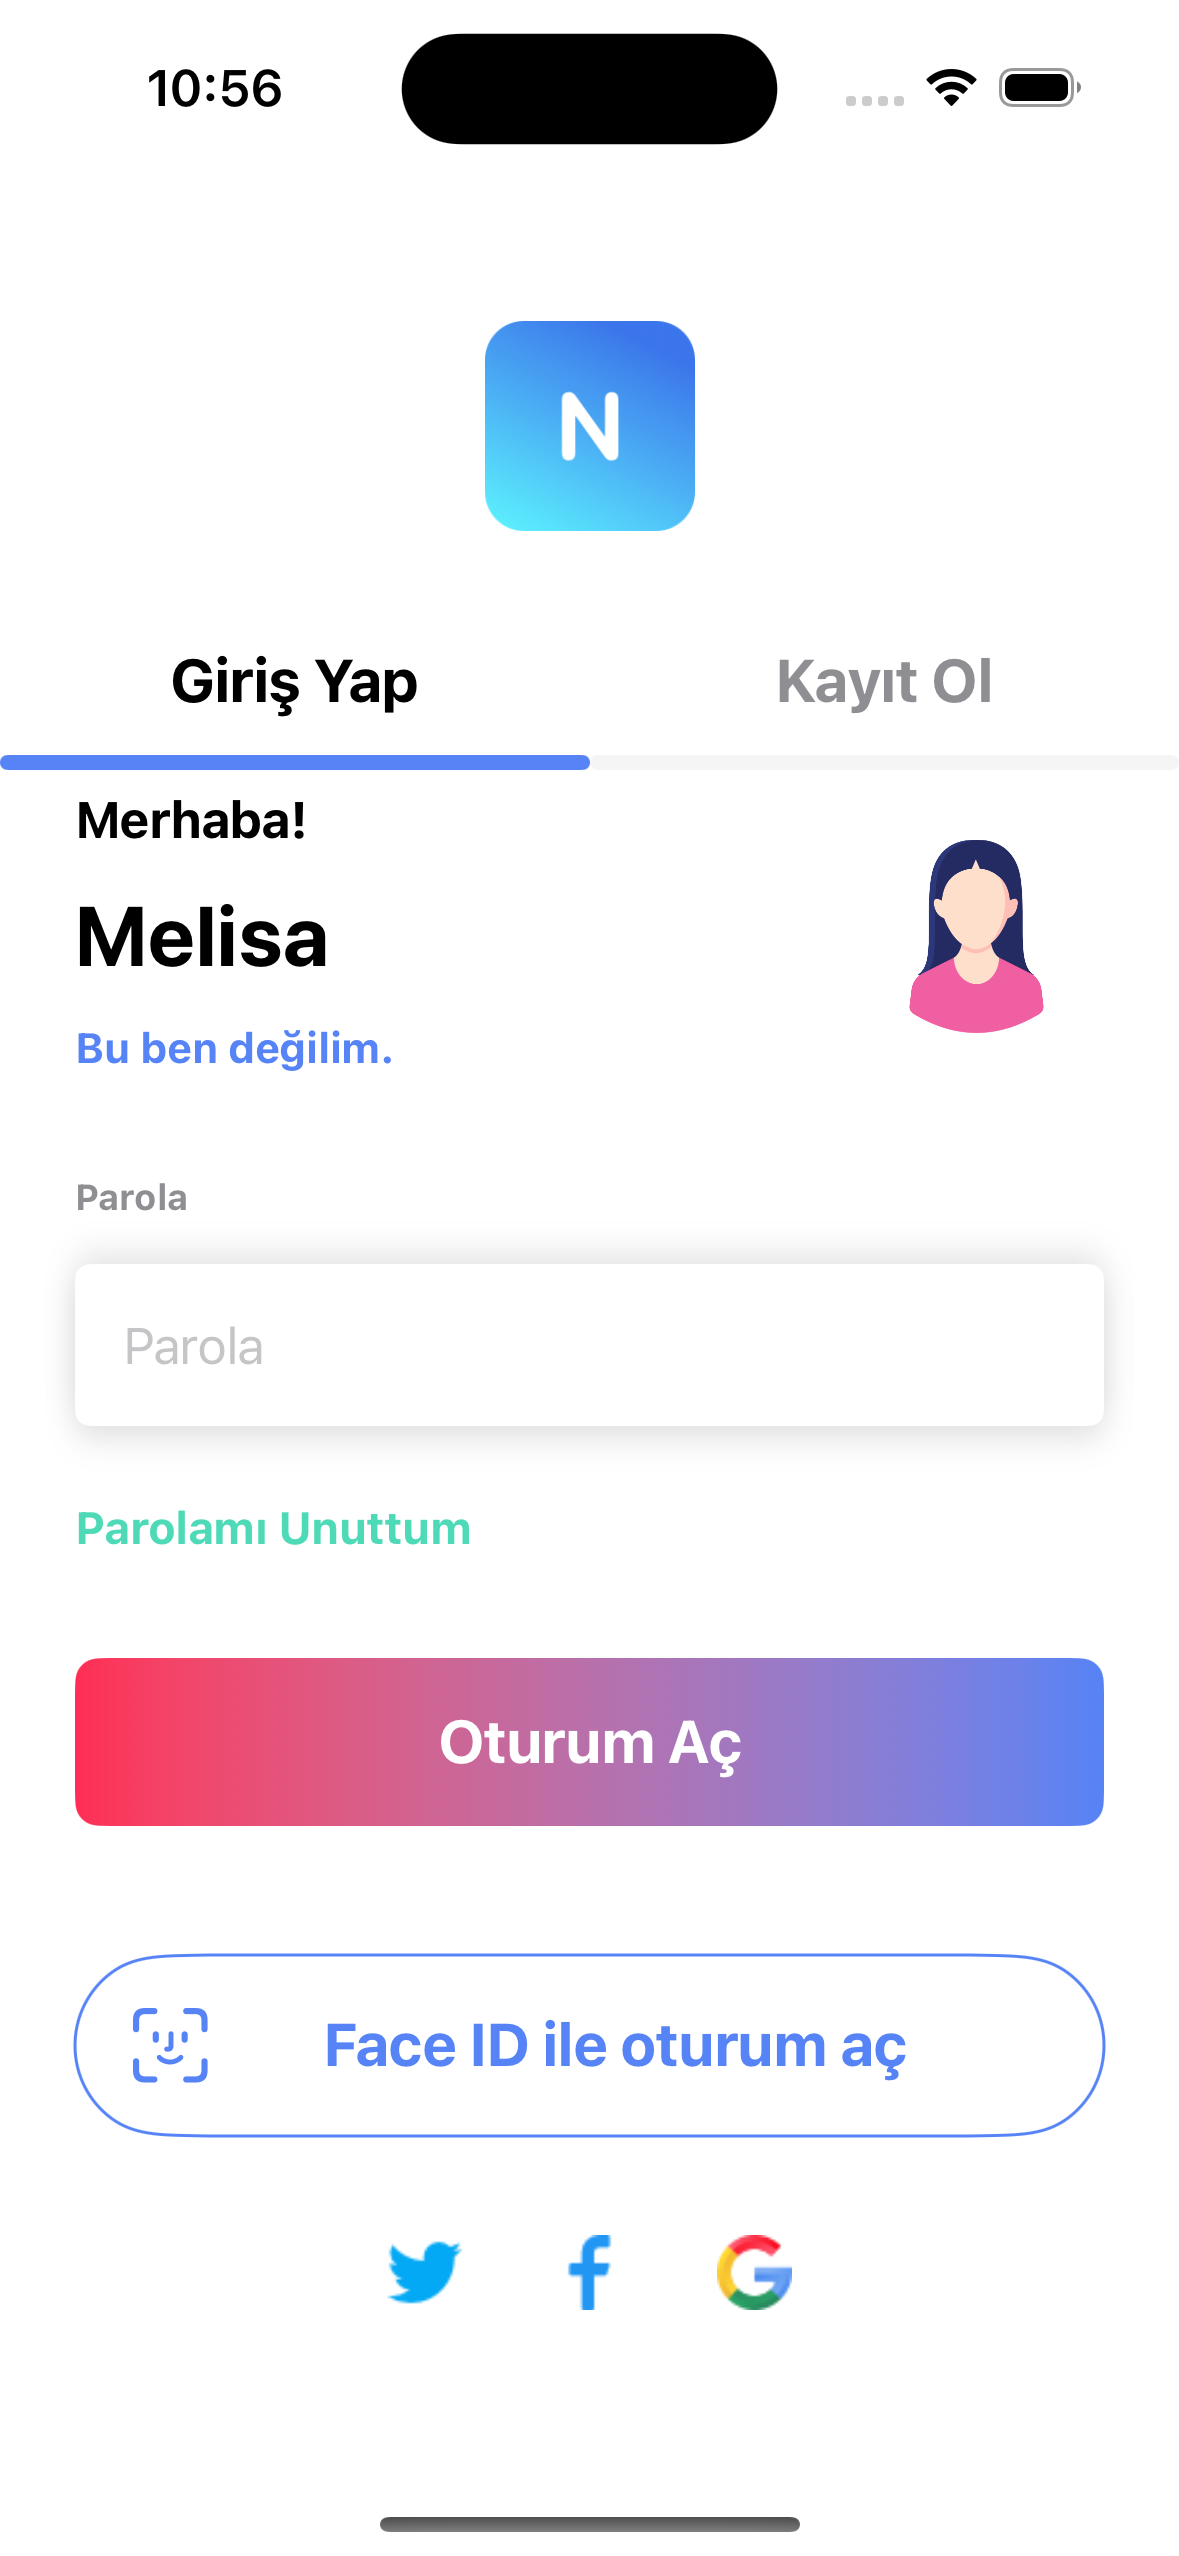 10:56
N
Giriş Yap
Kayıt Ol
Merhaba!
Melisa
Bu ben değilim.
Parola
Parola
Parolamı Unuttum
Oturum Aç
Face ID ile oturum aç